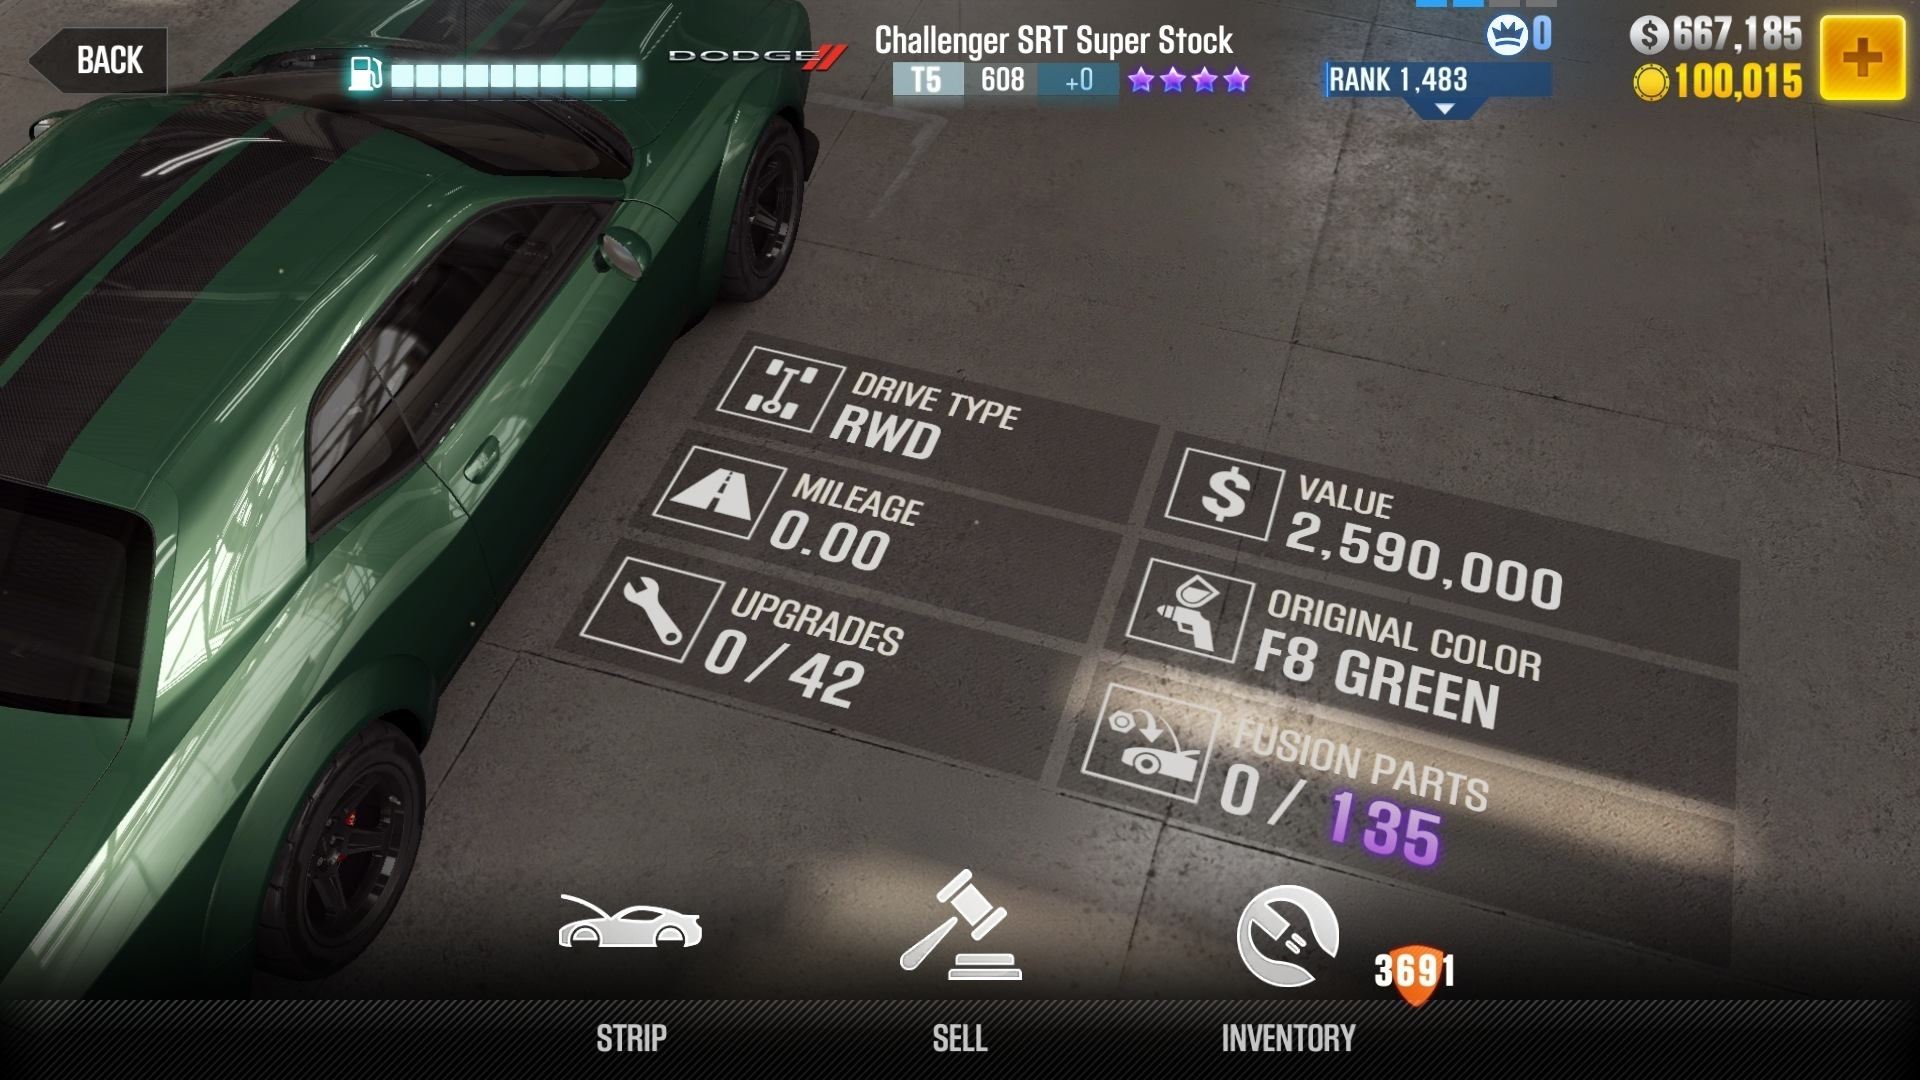 BACK
DODGE
Challenger SRT Super Stock
T5 608 +0
RANK 1,483
0
667,185
100,015
DRIVE TYPE
RWD
MILEAGE
0.00
UPGRADES
0/42
$ VALUE
2,590,000
ORIGINAL COLOR
F8 GREEN
FUSION PARTS
0/135
STRIP
SELL
INVENTORY
3691